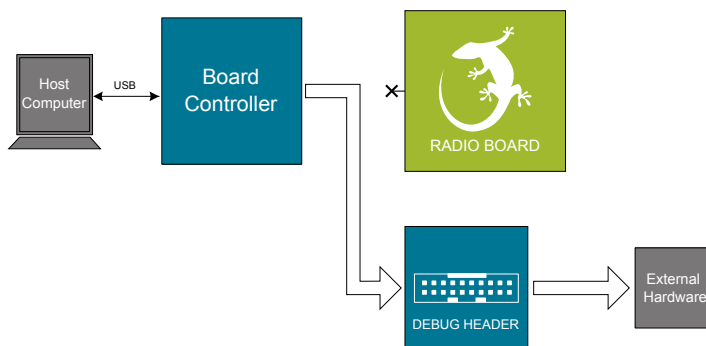 Host
Computer
USB
Board
Controller
RADIO BOARD
DEBUG HEADER
External
Hardware